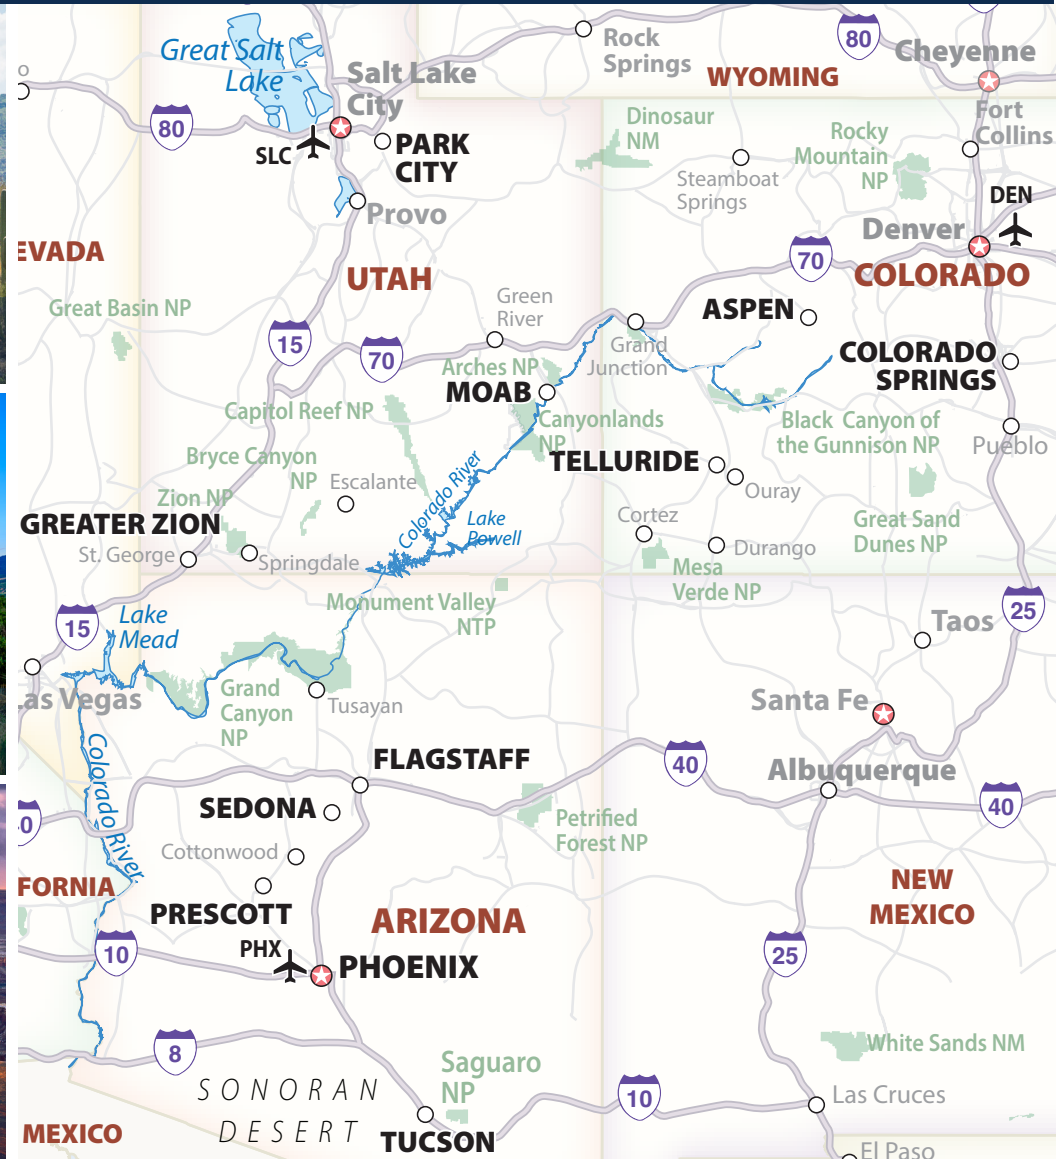 Great Salt
Lake
Salt Lake
City
Rock
Springs
80
WYOMING
Cheyenne
Fort
Collins
80
SLC
PARK
CITY
Dinosaur
NM
Rocky
Mountain
NP
Steamboat
Springs
DEN
Provo
Denver
EVADA
UTAH
70
COLORADO
Great Basin NP
Green
River
ASPEN
15
70
Grand
Junction
COLORADO
SPRINGS
Arches NP
MOAB
Capitol Reef NP
Canyonlands
NP
Black Canyon of
the Gunnison NP
Pueblo
Bryce Canyon
NP
Escalante
Colorado River
TELLURIDE
Ouray
Zion NP
GREATER ZION
Lake
Powell
Cortez
Great Sand
Dunes NP
St. George
Springdale
Durango
Mesa
Verde NP
Monument Valley
NTP
15
Lake
Mead
25
Taos
as Vegas
Grand
Canyon
NP
Tusayan
Santa Fe
Colorado River
FLAGSTAFF
40
Albuquerque
40
0
SEDONA
Petrified
Forest NP
Cottonwood
FORNIA
PRESCOTT
ARIZONA
NEW
MEXICO
10
PHX
PHOENIX
25
8
Saguaro
NP
White Sands NM
SONORAN
DESERT
10
Las Cruces
MEXICO
TUCSON
El Paso